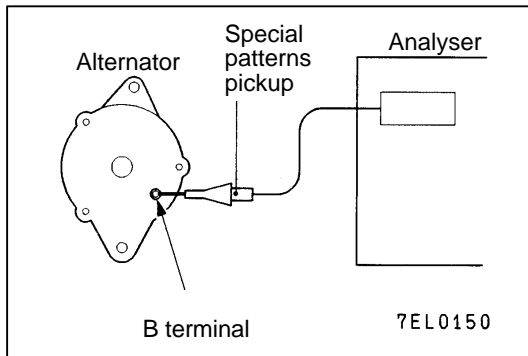 Alternator
Special
patterns
pickup
Analyser
B terminal
7EL0150